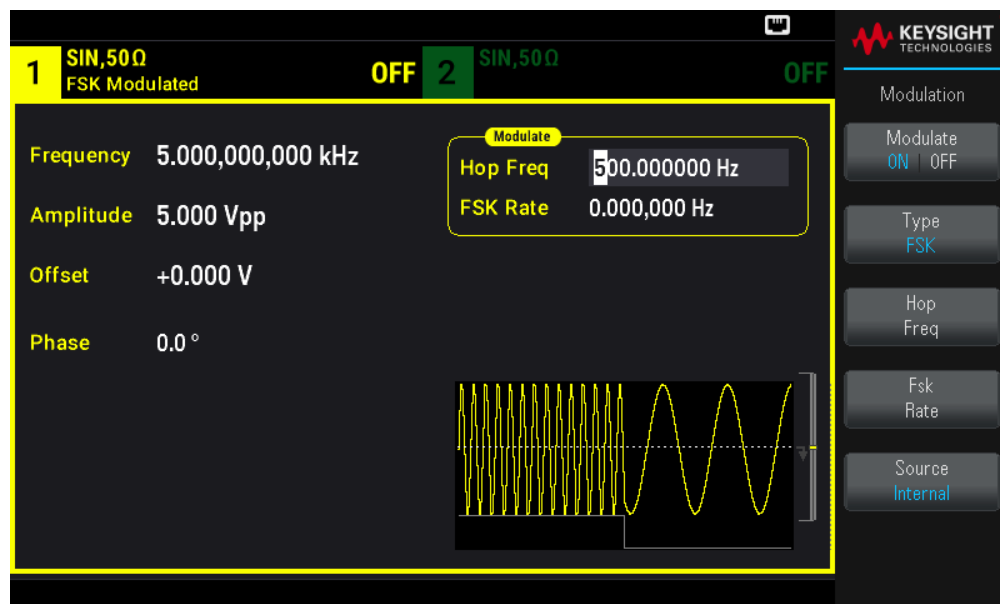 KEYSIGHT
TECHNOLOGIES
1
SIN,50Ω
FSK Modulated
OFF
2
SIN,50Ω
OFF
Modulation
Frequency 5.000,000,000 kHz
Amplitude 5.000 Vpp
Offset +0.000 V
Phase 0.0 °
Modulate
Hop Freq 500.000000 Hz
FSK Rate 0.000,000 Hz
Modulate
ON | OFF
Type
FSK
Hop
Freq
Fsk
Rate
Source
Internal